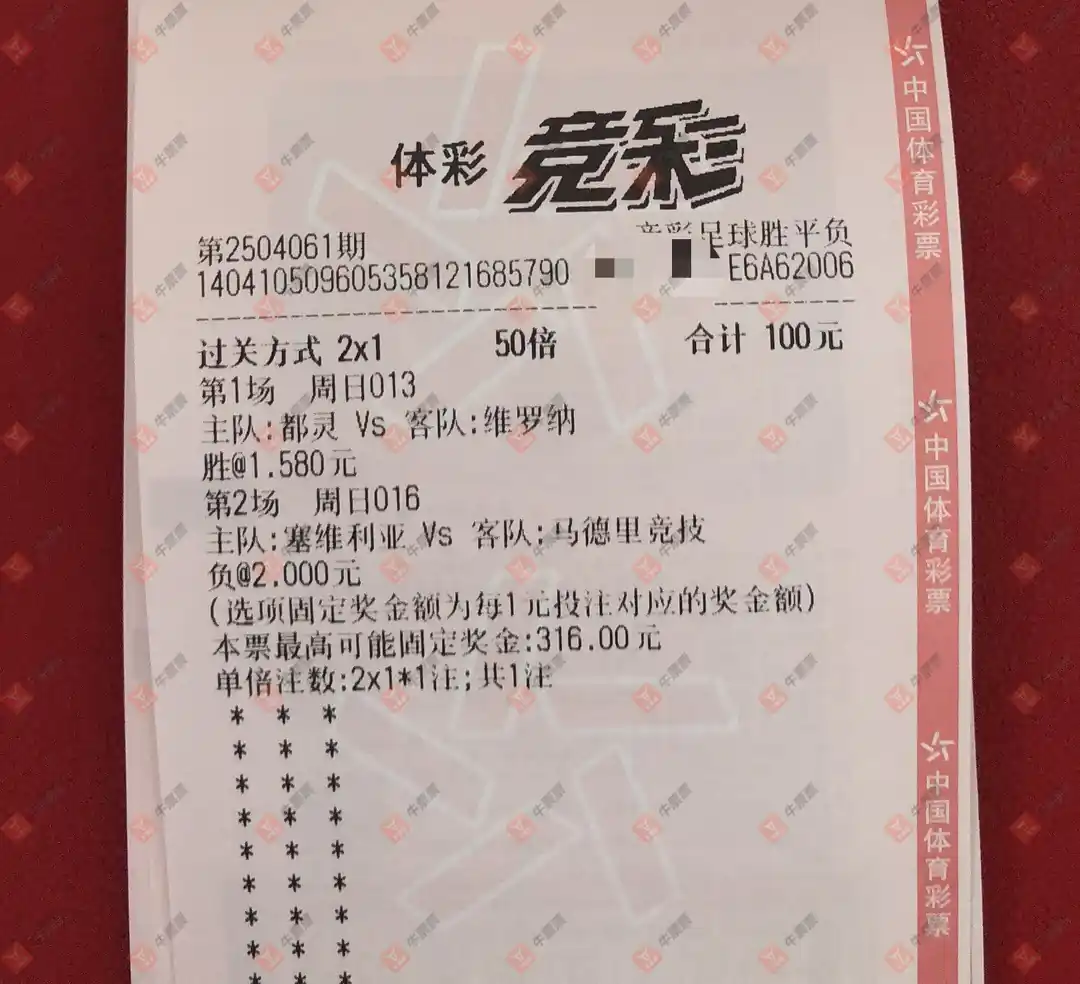 体彩 竞彩
第2504061期 竞彩足球胜平负
140410509605358121685790 E6A62006
过关方式 2x1 50倍 合计 100元
第1场 周日013
主队:都灵 Vs 客队:维罗纳
胜@1.580元
第2场 周日016
主队:塞维利亚 Vs 客队:马德里竞技
负@2.000元
(选项固定奖金额为每1元投注对应的奖金额)
本票最高可能固定奖金:316.00元
单倍注数:2x1*1注;共1注
* * *
* * *
* * *
* * *
* * *
* * *
* * *
* * *
* * *
中国体育彩票
中国体育彩票
中国体育彩票